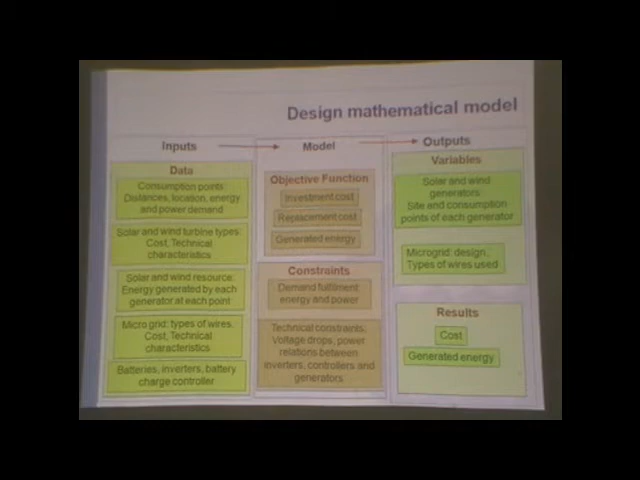 Design mathematical model
Inputs
Model
Outputs
Data
Consumption points:
Distances, location, energy
and power demand
Solar and wind turbine types:
Cost, Technical
characteristics
Solar and wind resource:
Energy generated by each
generator at each point
Micro grid: types of wires.
Cost, Technical
characteristics
Batteries, inverters, battery
charge controller
Objective Function
Investment cost
Replacement cost
Generated energy
Constraints
Demand fulfilment:
energy and power
Technical constraints:
Voltage drops, power
relations between
inverters, controllers and
generators
Variables
Solar and wind
generators:
Site and consumption
points of each generator
Microgrid: design,
Types of wires used
Results
Cost
Generated energy